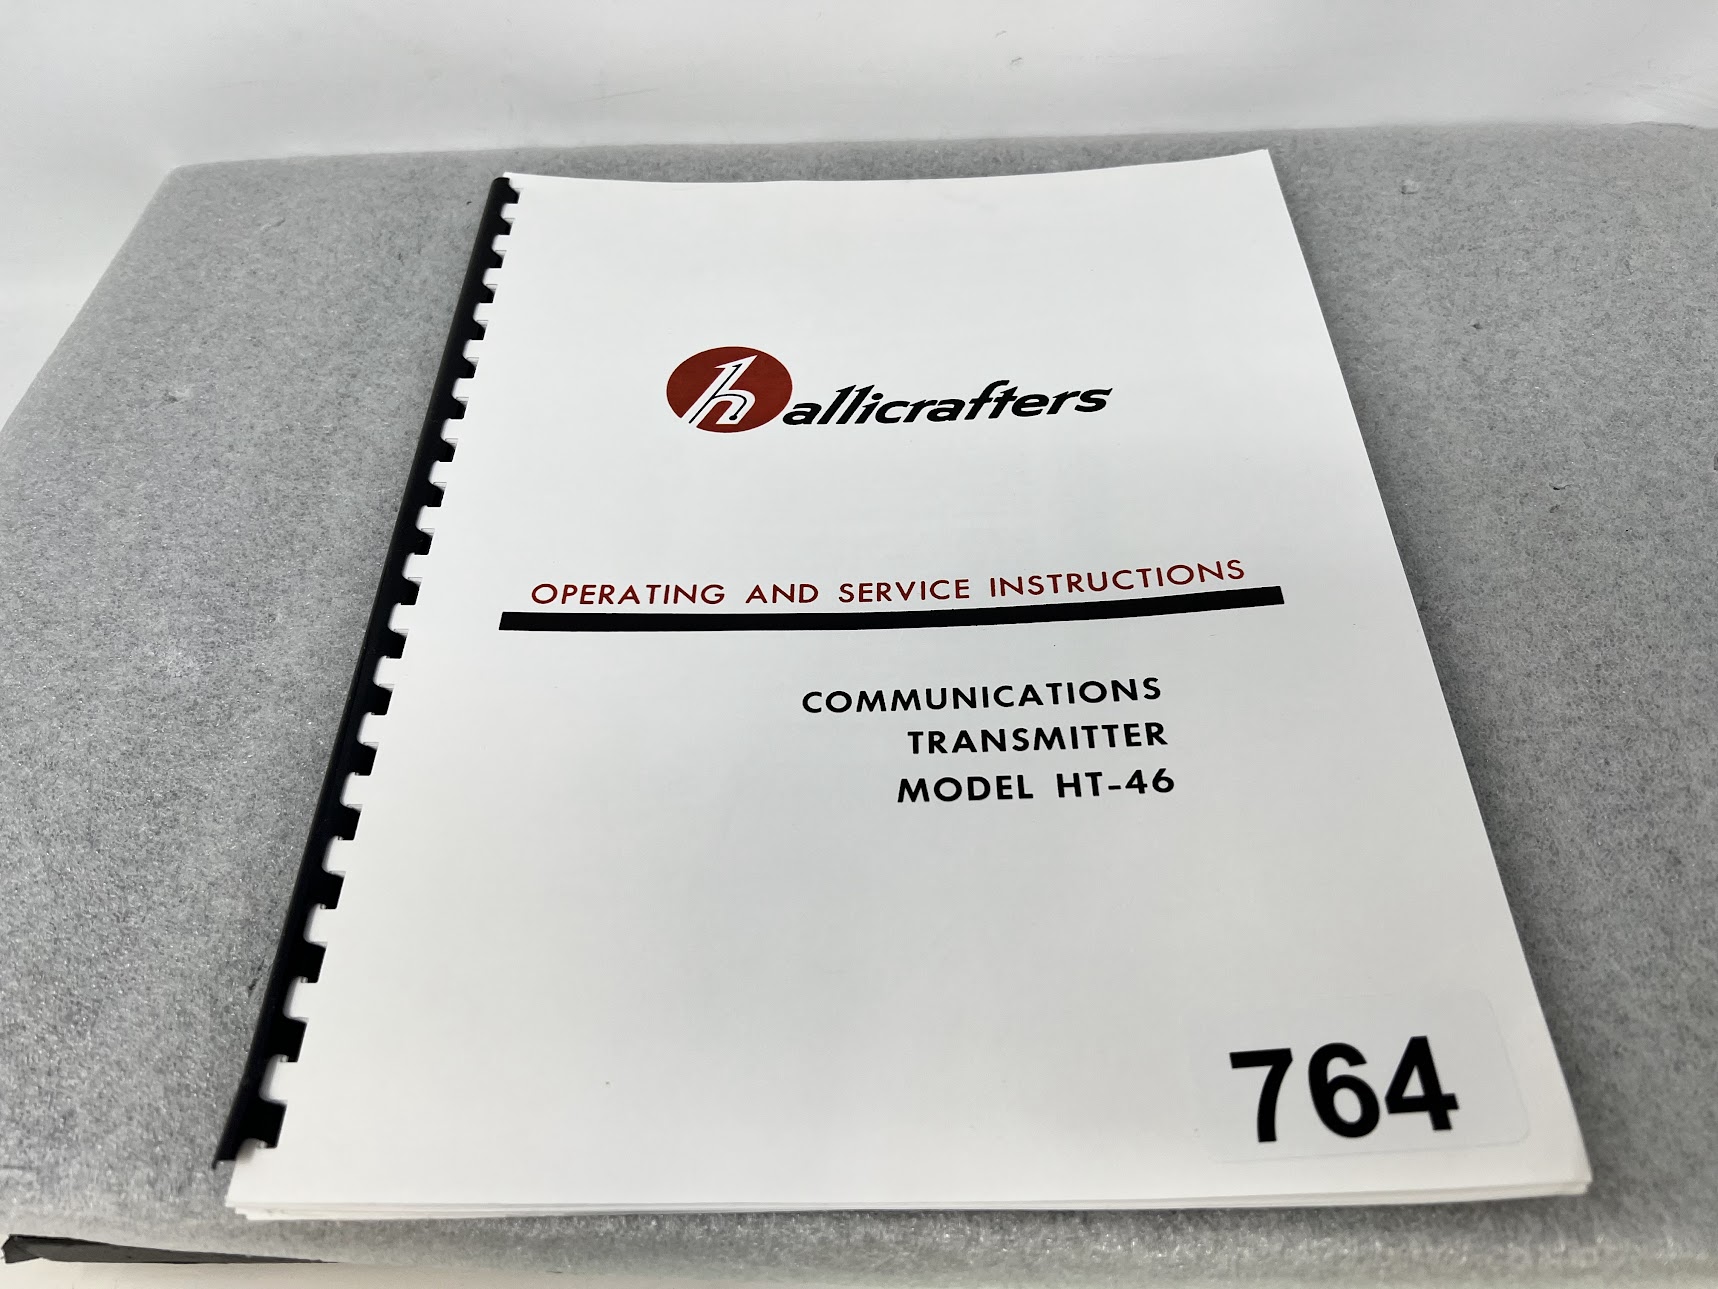 hallicrafters
OPERATING AND SERVICE INSTRUCTIONS
COMMUNICATIONS
TRANSMITTER
MODEL HT-46
764